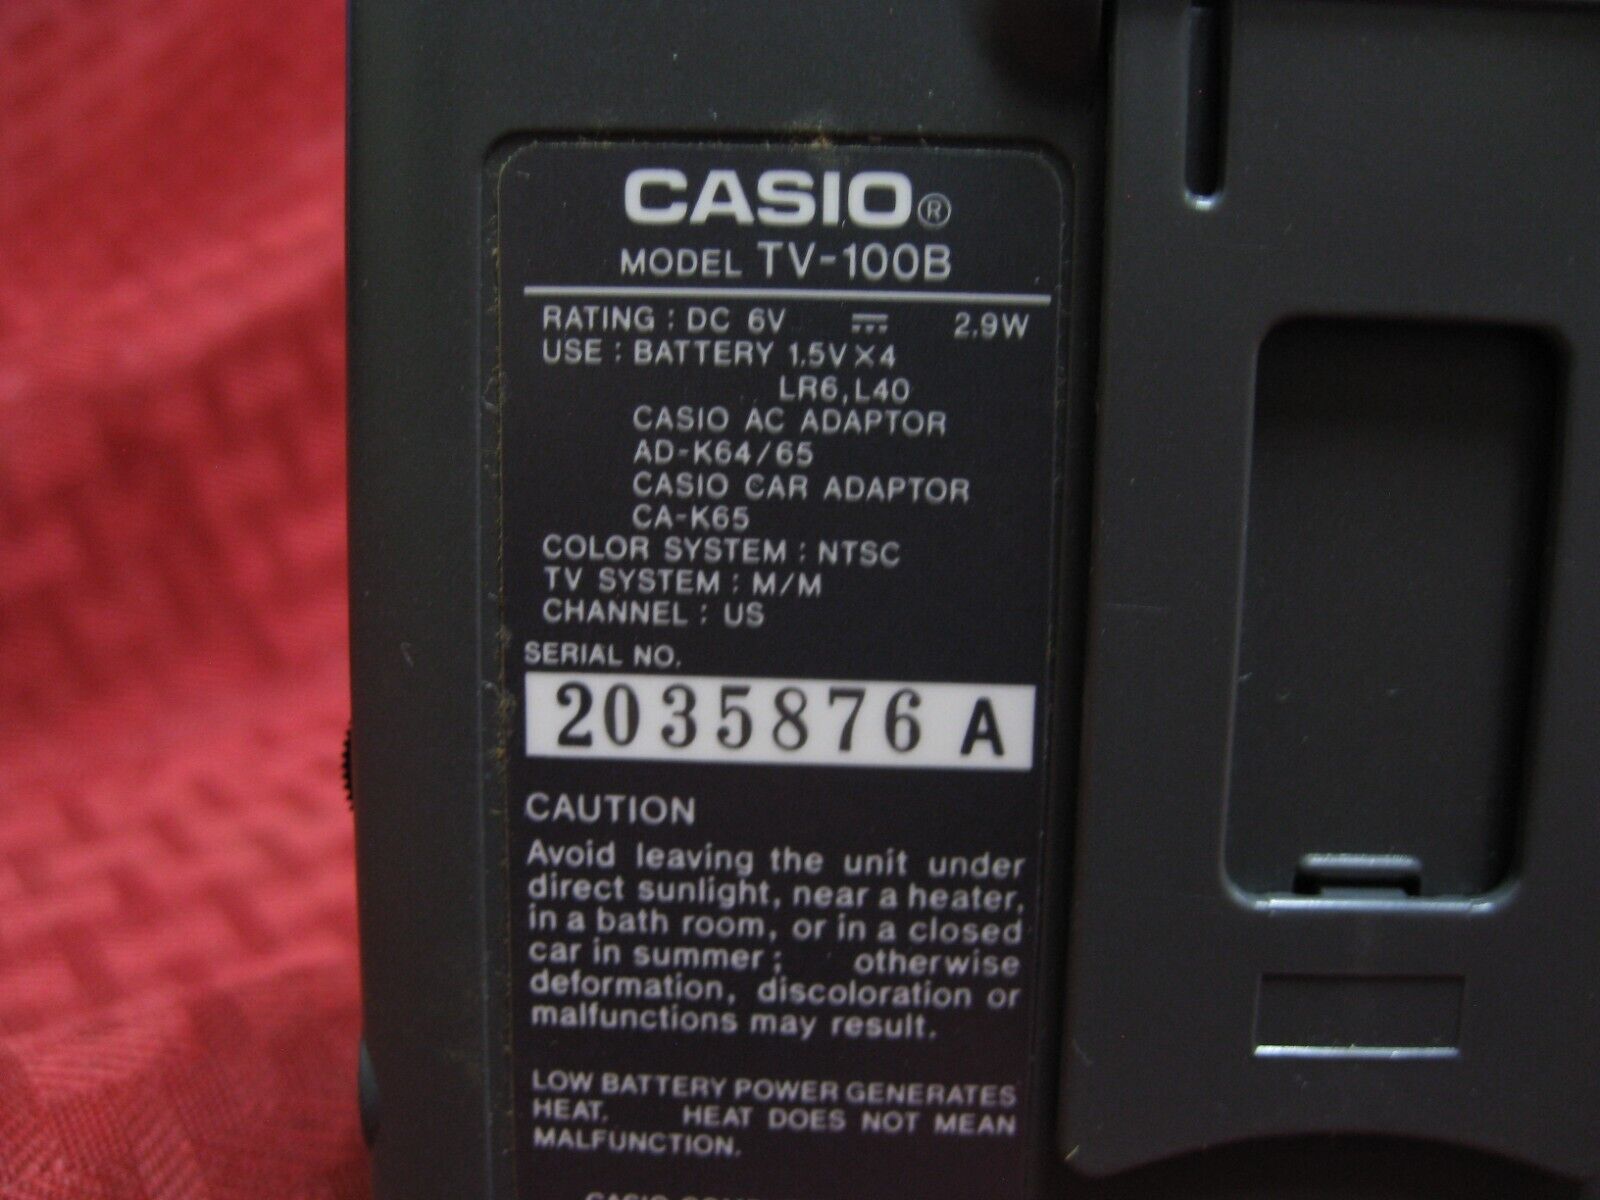 CASIO®
MODEL TV-100B
RATING : DC 6V 2.9W
USE : BATTERY 1.5V×4
LR6, L40
CASIO AC ADAPTOR
AD-K64/65
CASIO CAR ADAPTOR
CA-K65
COLOR SYSTEM : NTSC
TV SYSTEM : M/M
CHANNEL : US
SERIAL NO.
2035876 A
CAUTION
Avoid leaving the unit under
direct sunlight, near a heater,
in a bath room, or in a closed
car in summer; otherwise
deformation, discoloration or
malfunctions may result.
LOW BATTERY POWER GENERATES
HEAT. HEAT DOES NOT MEAN
MALFUNCTION.
CASIO